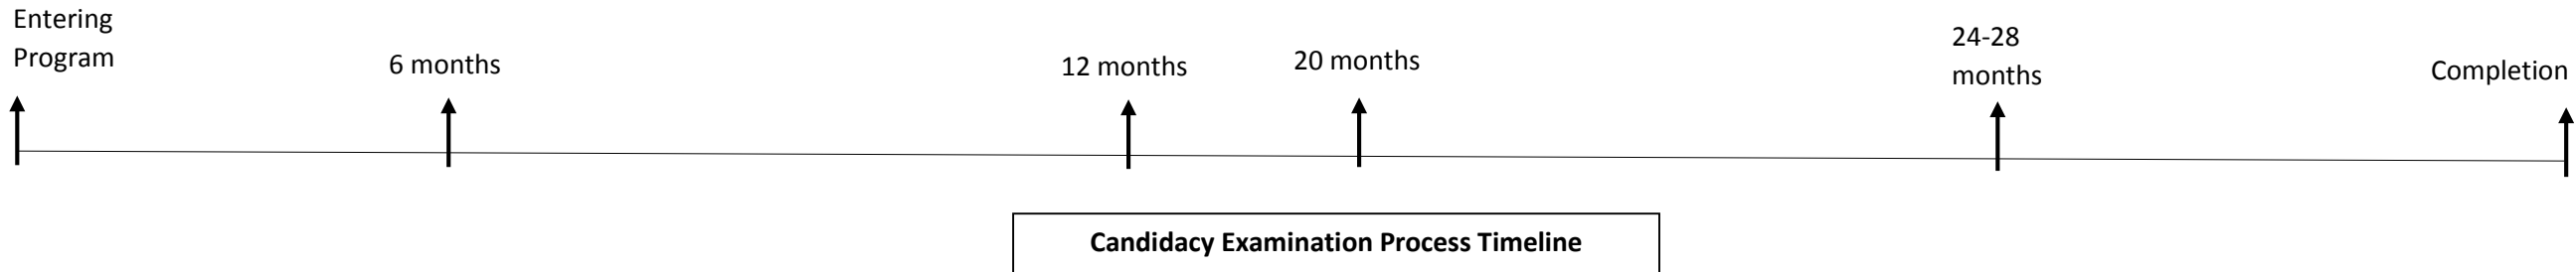 Entering
Program
6 months
12 months
20 months
24-28
months
Completion
Candidacy Examination Process Timeline